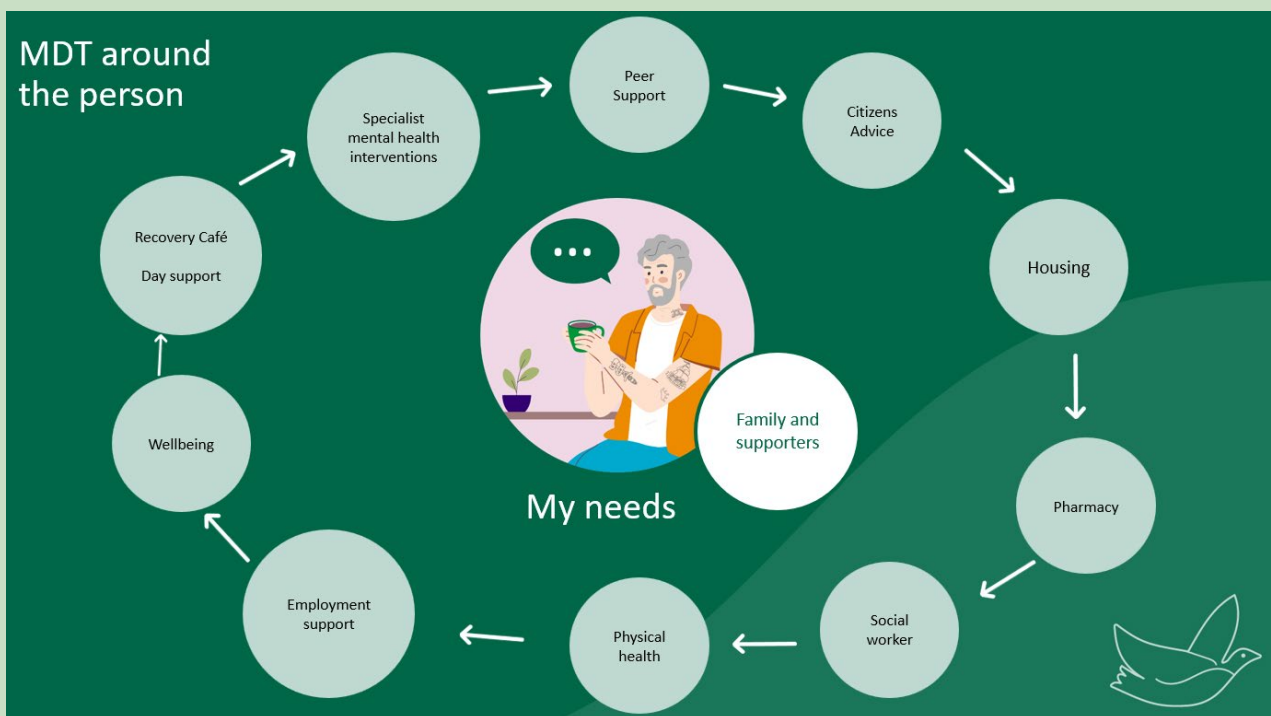 MDT around
the person
Peer
Support
Citizens
Advice
Housing
Pharmacy
Social
worker
Physical
health
Employment
support
Wellbeing
Recovery Café
Day support
Specialist
mental health
interventions
Family and
supporters
My needs